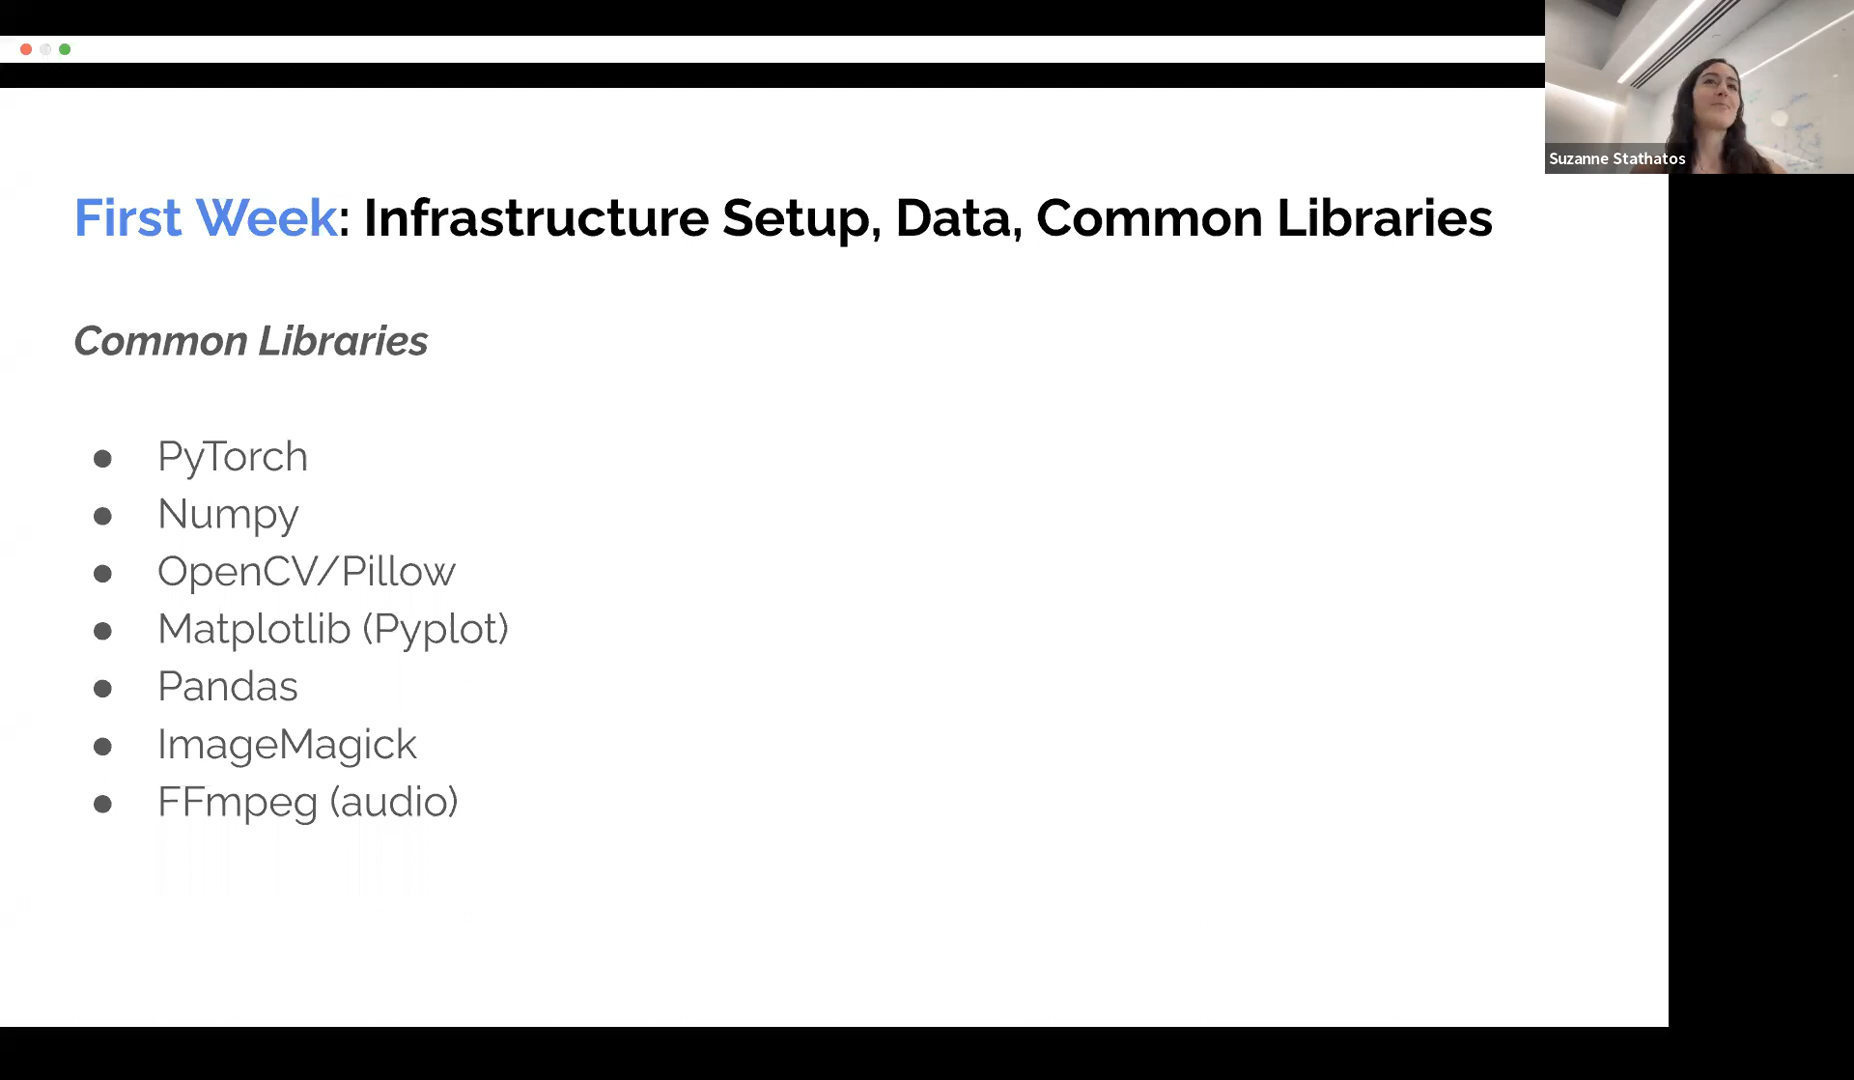 Suzanne Stathatos
First Week: Infrastructure Setup, Data, Common Libraries
Common Libraries
● PyTorch
● Numpy
● OpenCV/Pillow
● Matplotlib (Pyplot)
● Pandas
● ImageMagick
● FFmpeg (audio)